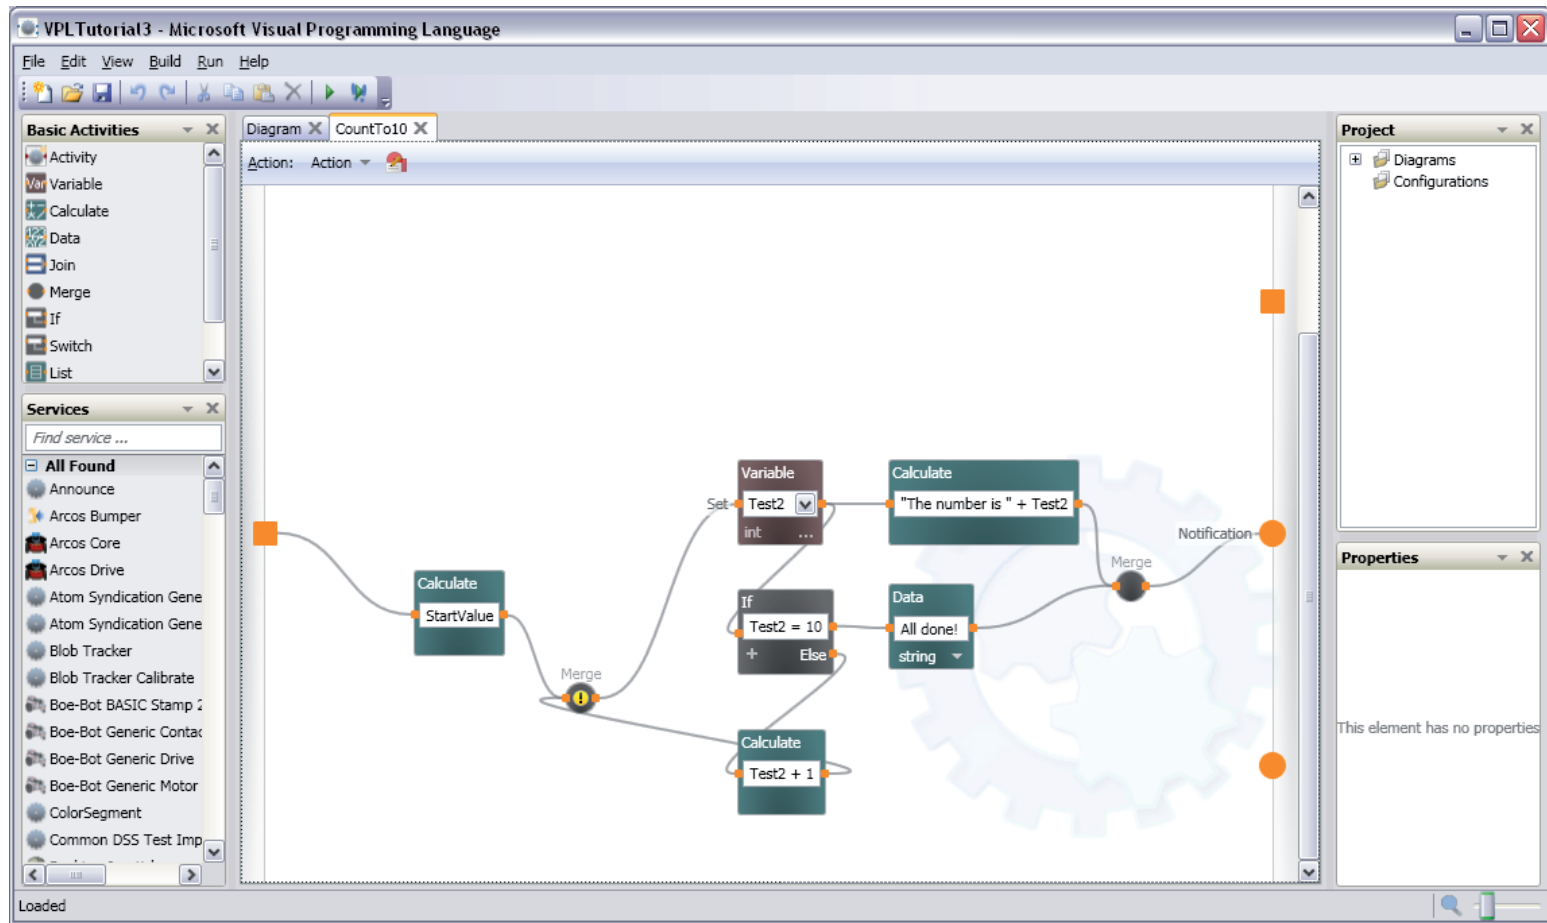 VPLTutorial3 - Microsoft Visual Programming Language
File Edit View Build Run Help
Basic Activities
Activity
Var Variable
Calculate
Data
Join
Merge
If
Switch
List
Services
Find service ...
All Found
Announce
Arcos Bumper
Arcos Core
Arcos Drive
Atom Syndication Gene
Atom Syndication Gene
Blob Tracker
Blob Tracker Calibrate
Boe-Bot BASIC Stamp 2
Boe-Bot Generic Contac
Boe-Bot Generic Drive
Boe-Bot Generic Motor
ColorSegment
Common DSS Test Imp
Diagram CountTo10
Action: Action
Calculate
StartValue
Merge
Set
Variable
Test2
int ...
Calculate
"The number is " + Test2
If
Test2 = 10
Else
Data
All done!
string
Merge
Notification
Calculate
Test2 + 1
Project
Diagrams
Configurations
Properties
This element has no properties
Loaded